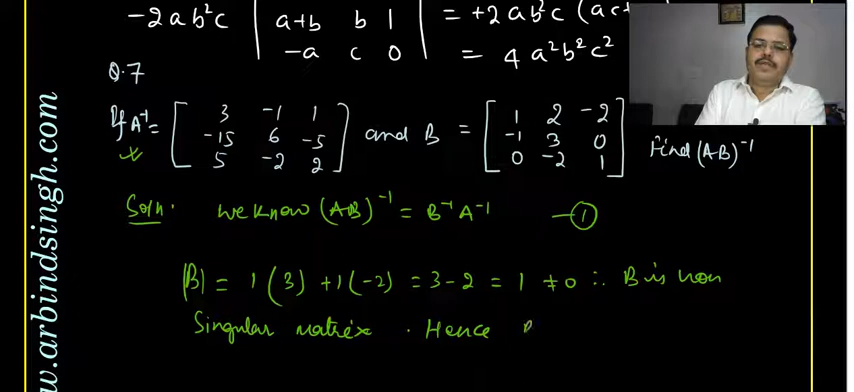 -2ab²c | a+b b 1 | = +2ab²c (ac+
| -a c 0 | = 4a²b²c²
Q.7
If A⁻¹ = [ 3 -1 1 ; -15 6 -5 ; 5 -2 2 ] and B = [ 1 2 -2 ; -1 3 0 ; 0 -2 1 ] Find (AB)⁻¹
Soln. We know (AB)⁻¹ = B⁻¹ A⁻¹ —①
|B| = 1(3) +1(-2) = 3-2 = 1 ≠0 ∴ B is non
Singular matrix . Hence
www.arbindsingh.com